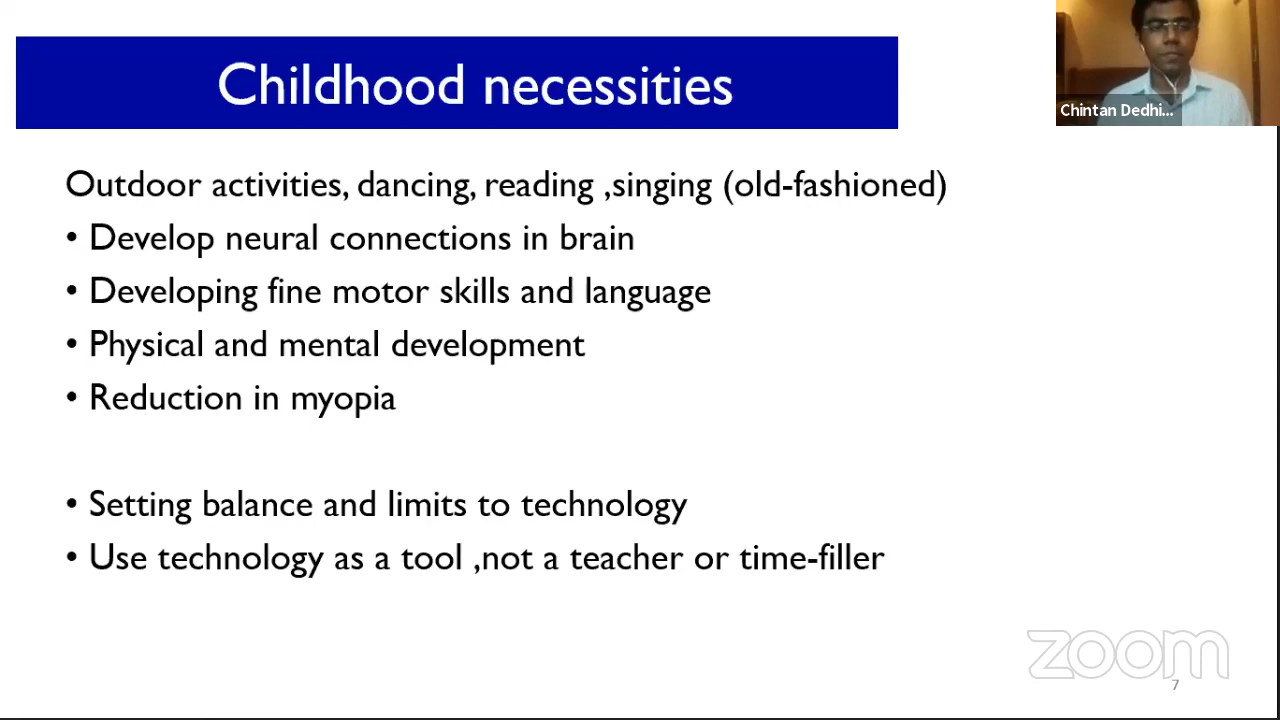 Childhood necessities
Chintan Dedhi...
Outdoor activities, dancing, reading ,singing (old-fashioned)
• Develop neural connections in brain
• Developing fine motor skills and language
• Physical and mental development
• Reduction in myopia
• Setting balance and limits to technology
• Use technology as a tool ,not a teacher or time-filler
zoom
7